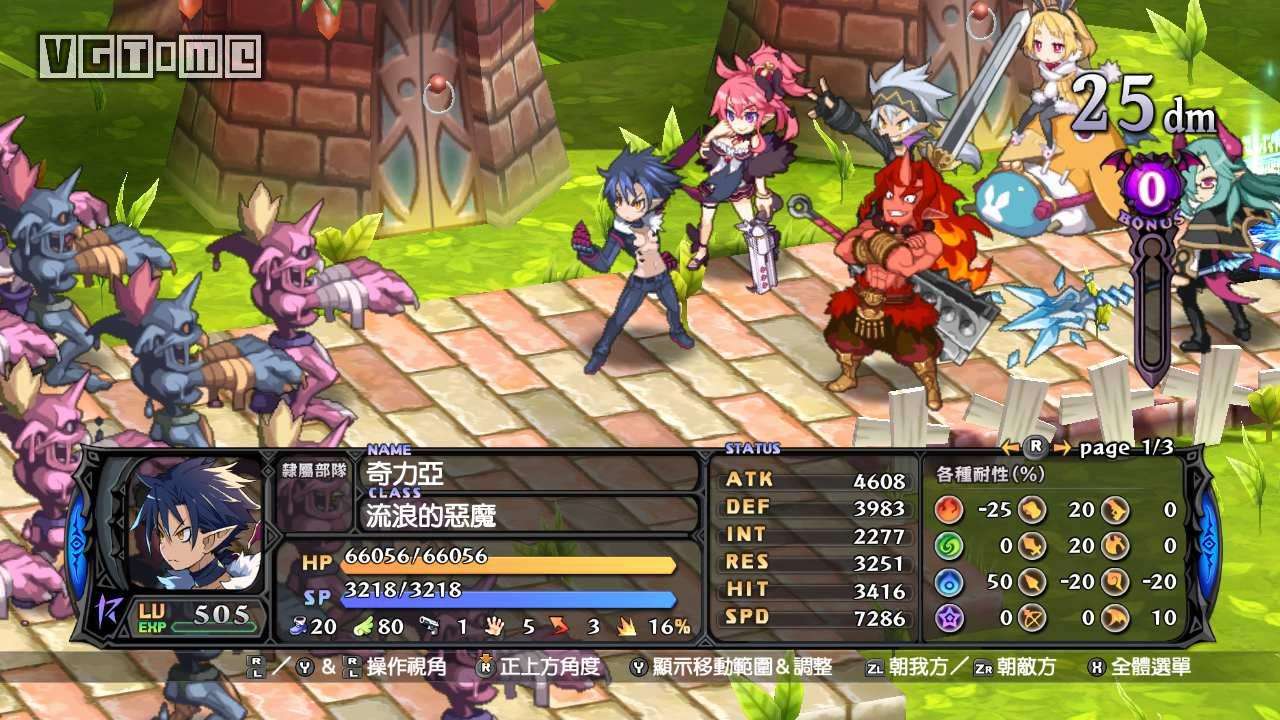 VGTIME
25 dm
0
BONUS
NAME
隸屬部隊 奇力亞
CLASS
流浪的惡魔
HP 66056/66056
SP 3218/3218
LV 505
EXP
20 80 1 5 3 16%
STATUS
ATK 4608
DEF 3983
INT 2277
RES 3251
HIT 3416
SPD 7286
R page 1/3
各種耐性(%)
-25 20 0
0 20 0
50 -20 -20
0 0 10
R L／Y & R L 操作視角 R 正上方角度 Y 顯示移動範圍&調整 ZL 朝我方／ZR 朝敵方 X 全體選單